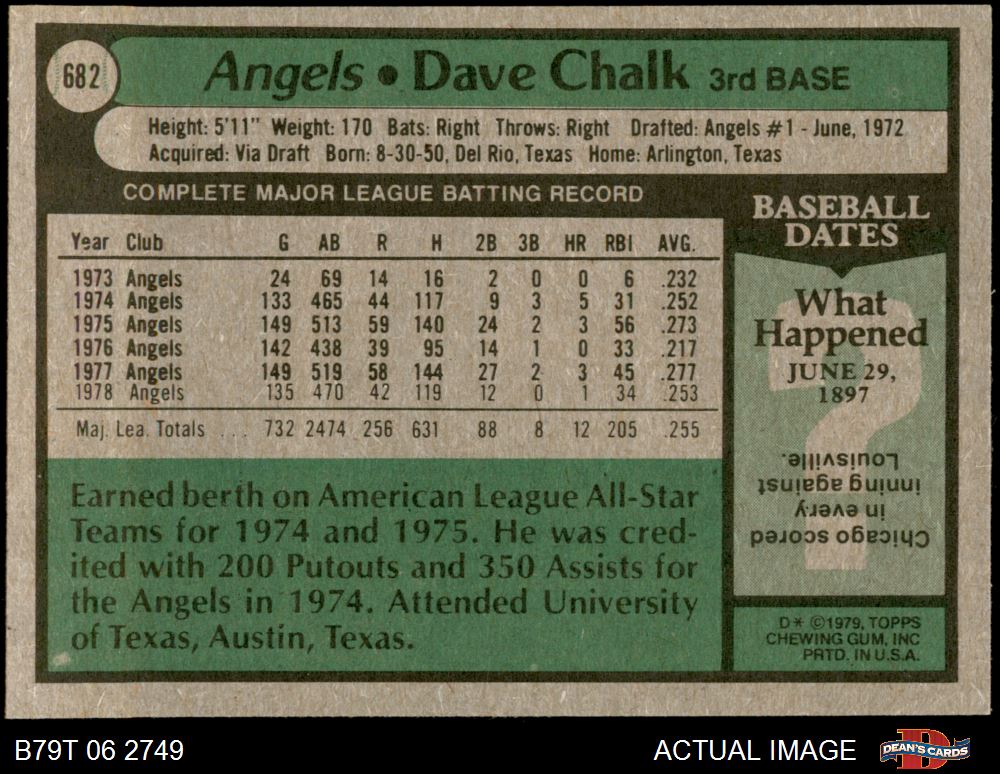 682
Angels • Dave Chalk 3rd BASE
Height: 5'11" Weight: 170 Bats: Right Throws: Right Drafted: Angels #1 - June, 1972
Acquired: Via Draft Born: 8-30-50, Del Rio, Texas Home: Arlington, Texas
COMPLETE MAJOR LEAGUE BATTING RECORD
Year Club G AB R H 2B 3B HR RBI AVG.
1973 Angels 24 69 14 16 2 0 0 6 .232
1974 Angels 133 465 44 117 9 3 5 31 .252
1975 Angels 149 513 59 140 24 2 3 56 .273
1976 Angels 142 438 39 95 14 1 0 33 .217
1977 Angels 149 519 58 144 27 2 3 45 .277
1978 Angels 135 470 42 119 12 0 1 34 .253
Maj. Lea. Totals ... 732 2474 256 631 88 8 12 205 .255
Earned berth on American League All-Star
Teams for 1974 and 1975. He was cred-
ited with 200 Putouts and 350 Assists for
the Angels in 1974. Attended University
of Texas, Austin, Texas.
BASEBALL
DATES
What
Happened
JUNE 29,
1897
?
Chicago scored
in every
inning against
Louisville.
D* ©1979, TOPPS
CHEWING GUM, INC
PRTD. IN U.S.A.
B79T 06 2749
ACTUAL IMAGE
D
DEAN'S CARDS